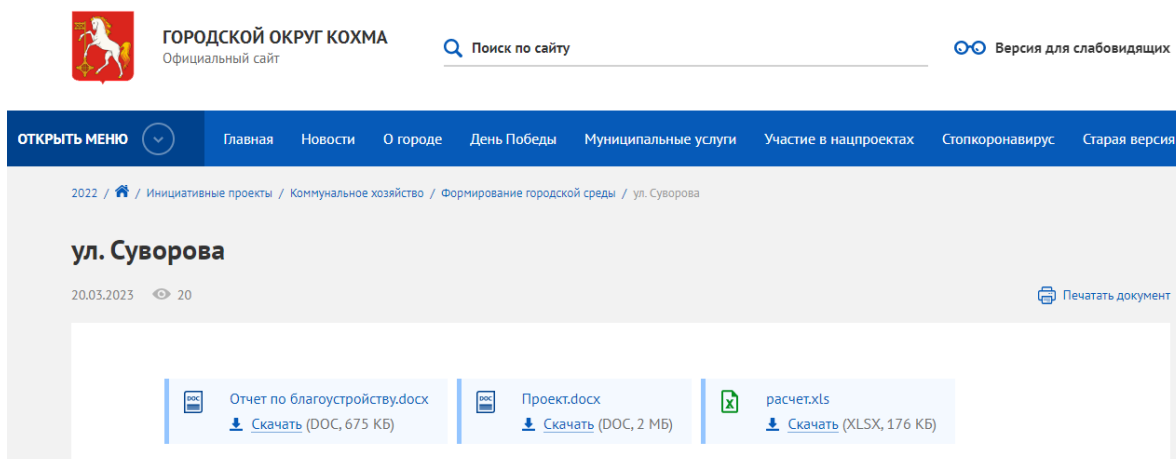 ГОРОДСКОЙ ОКРУГ КОХМА
Официальный сайт
Поиск по сайту
Версия для слабовидящих
ОТКРЫТЬ МЕНЮ Главная Новости О городе День Победы Муниципальные услуги Участие в нацпроектах Стопкоронавирус Старая версия
2022 / / Инициативные проекты / Коммунальное хозяйство / Формирование городской среды / ул. Суворова
ул. Суворова
20.03.2023 20
Печатать документ
DOC Отчет по благоустройству.docx
Скачать (DOC, 675 КБ)
DOC Проект.docx
Скачать (DOC, 2 МБ)
X расчет.xls
Скачать (XLSX, 176 КБ)